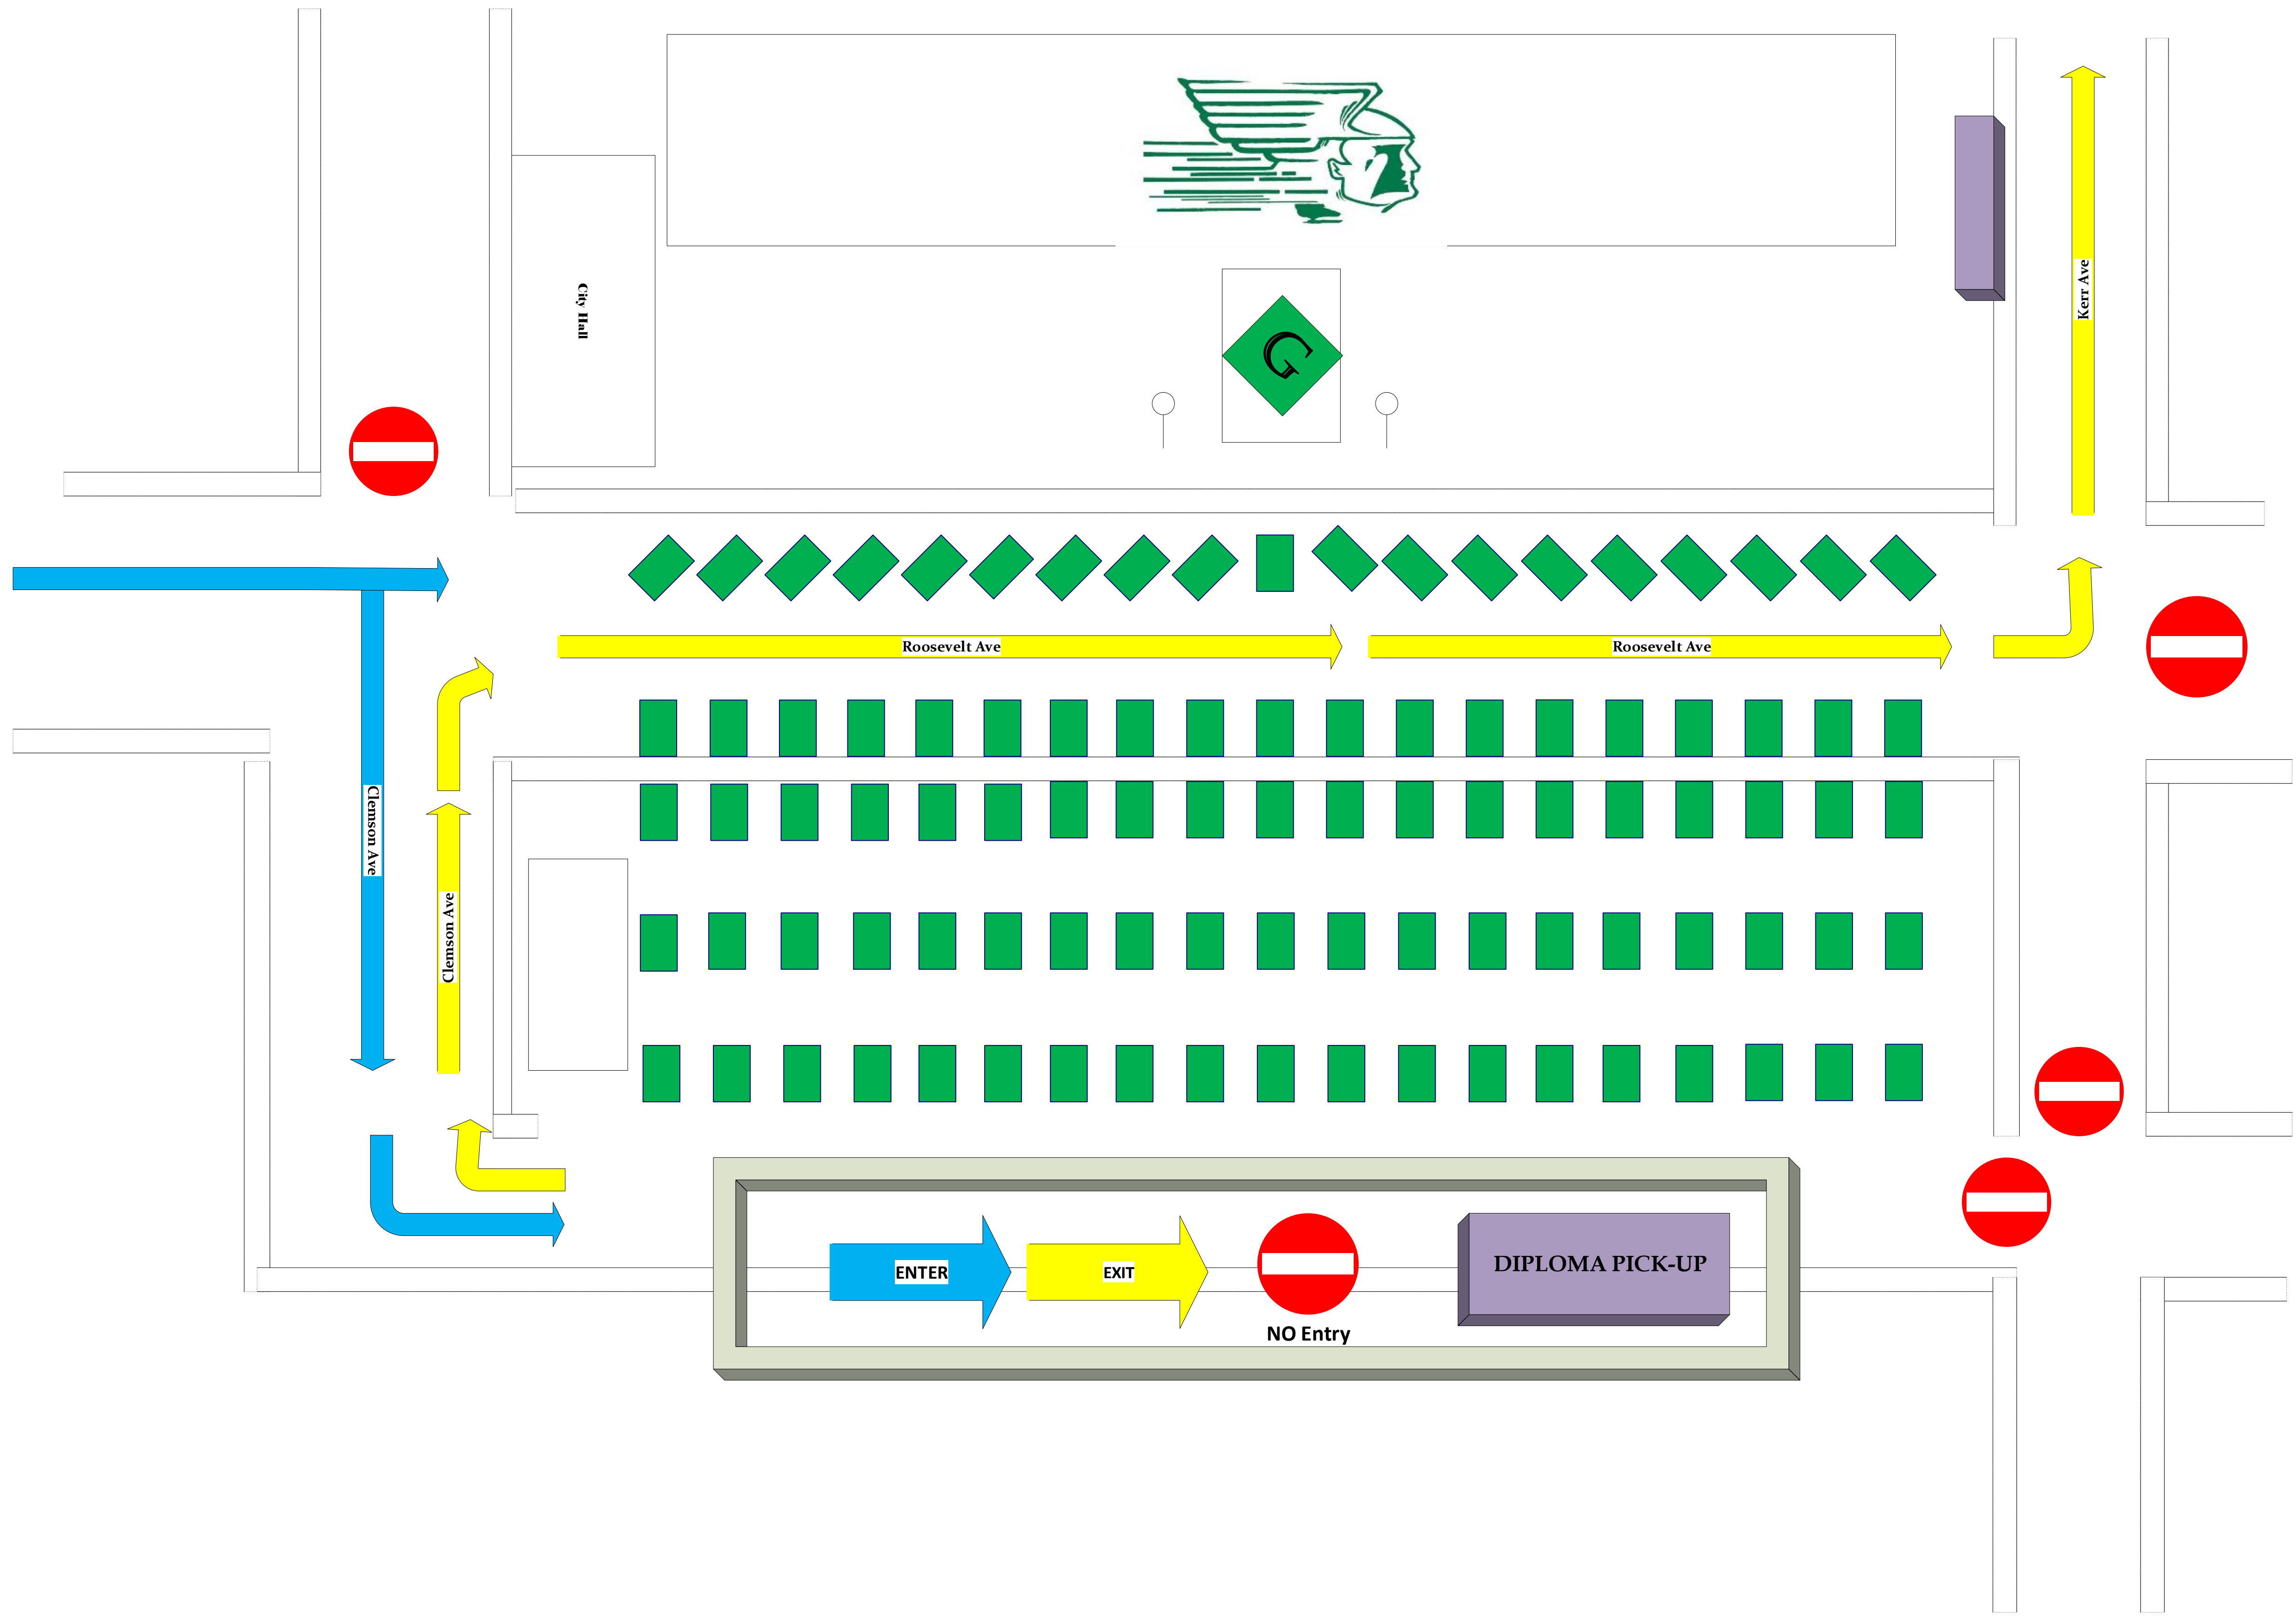 City Hall
G
Kerr Ave
Roosevelt Ave
Roosevelt Ave
Clemson Ave
Clemson Ave
ENTER
EXIT
DIPLOMA PICK-UP
NO Entry